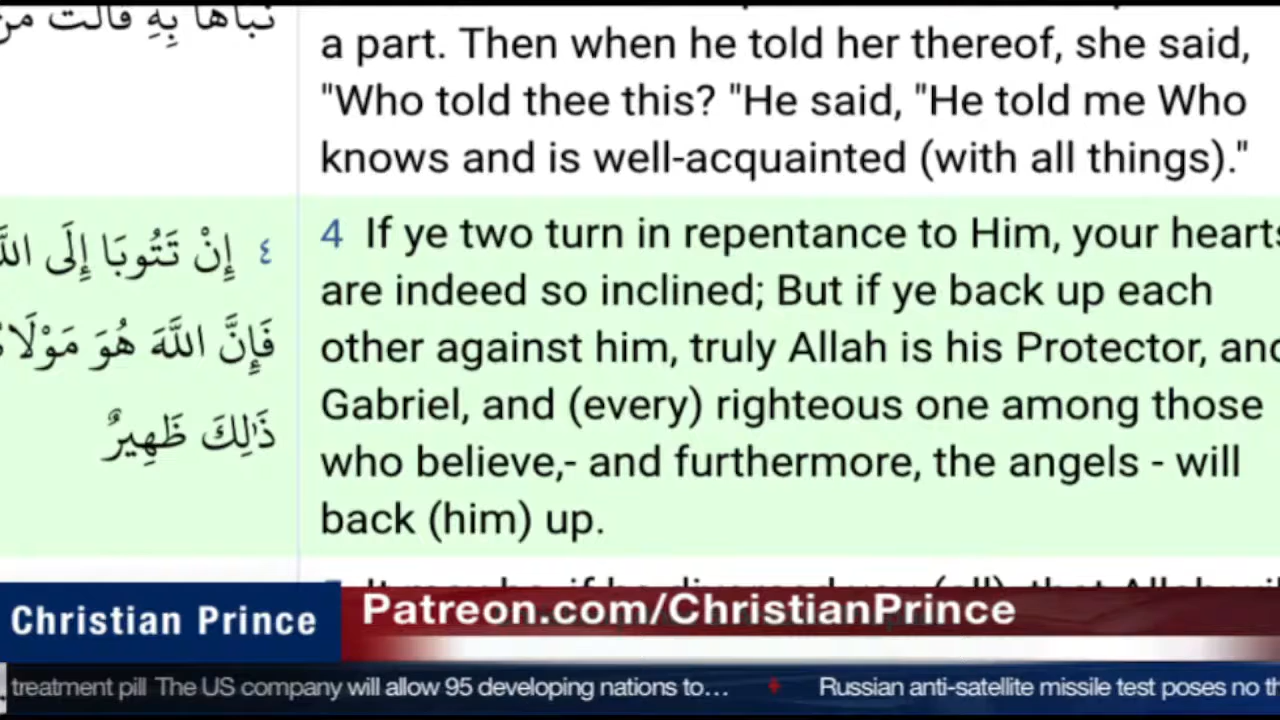 نبأها به قالت من
a part. Then when he told her thereof, she said,
"Who told thee this? "He said, "He told me Who
knows and is well-acquainted (with all things)."
٤ إِنْ تَتُوبَا إِلَى
فَإِنَّ اللَّهَ هُوَ
ذَٰلِكَ ظَهِيرٌ
4 If ye two turn in repentance to Him, your hearts
are indeed so inclined; But if ye back up each
other against him, truly Allah is his Protector, and
Gabriel, and (every) righteous one among those
who believe,- and furthermore, the angels - will
back (him) up.
Christian Prince
Patreon.com/ChristianPrince
treatment pill The US company will allow 95 developing nations to... Russian anti-satellite missile test poses no